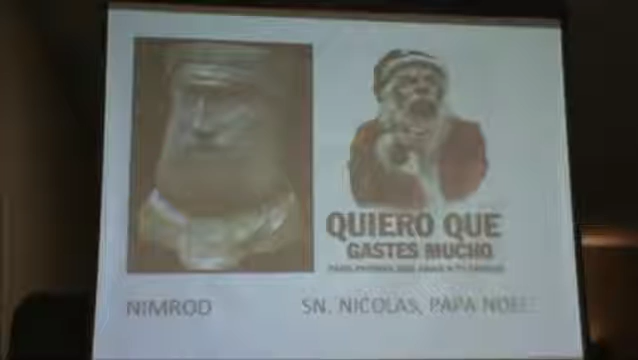 QUIERO QUE
GASTES MUCHO
NIMROD
SN. NICOLAS, PAPA NOEL